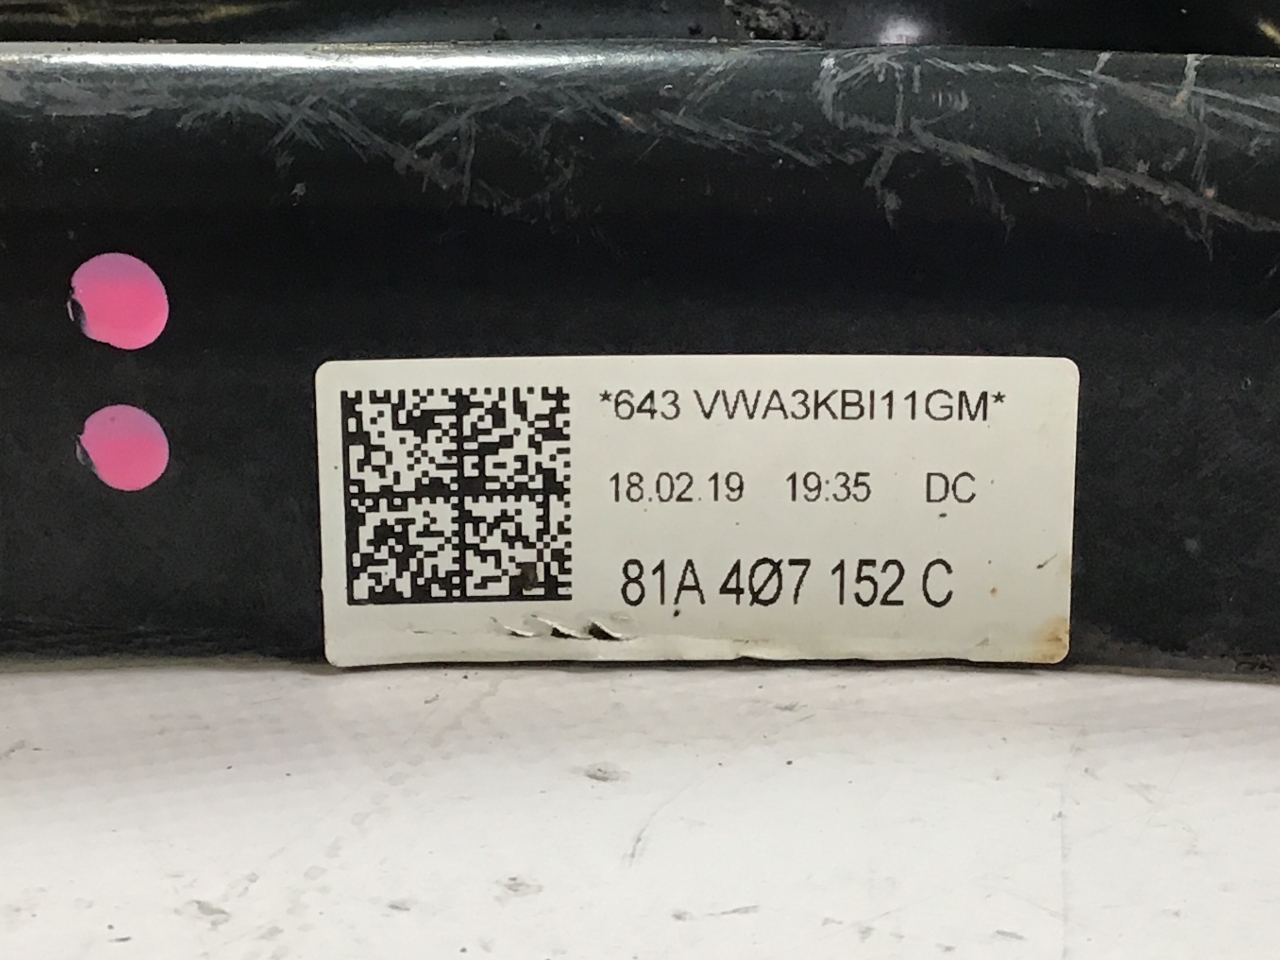 *643 VWA3KBI11GM*
18.02.19 19:35 DC
81A 4Ø7 152 C